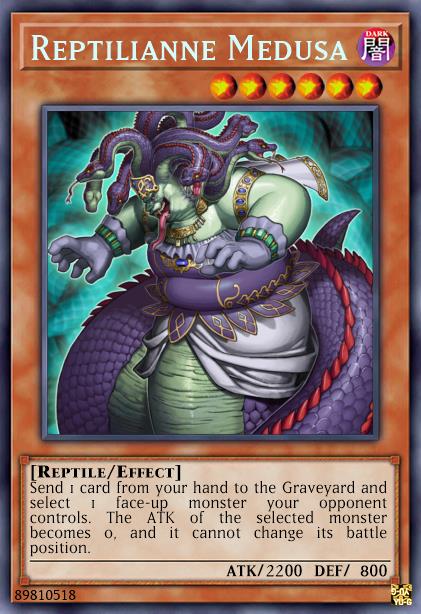 REPTILIANNE MEDUSA
DARK
闇
[REPTILE/EFFECT]
Send 1 card from your hand to the Graveyard and
select 1 face-up monster your opponent
controls. The ATK of the selected monster
becomes 0, and it cannot change its battle
position.
ATK/2200 DEF/ 800
89810518